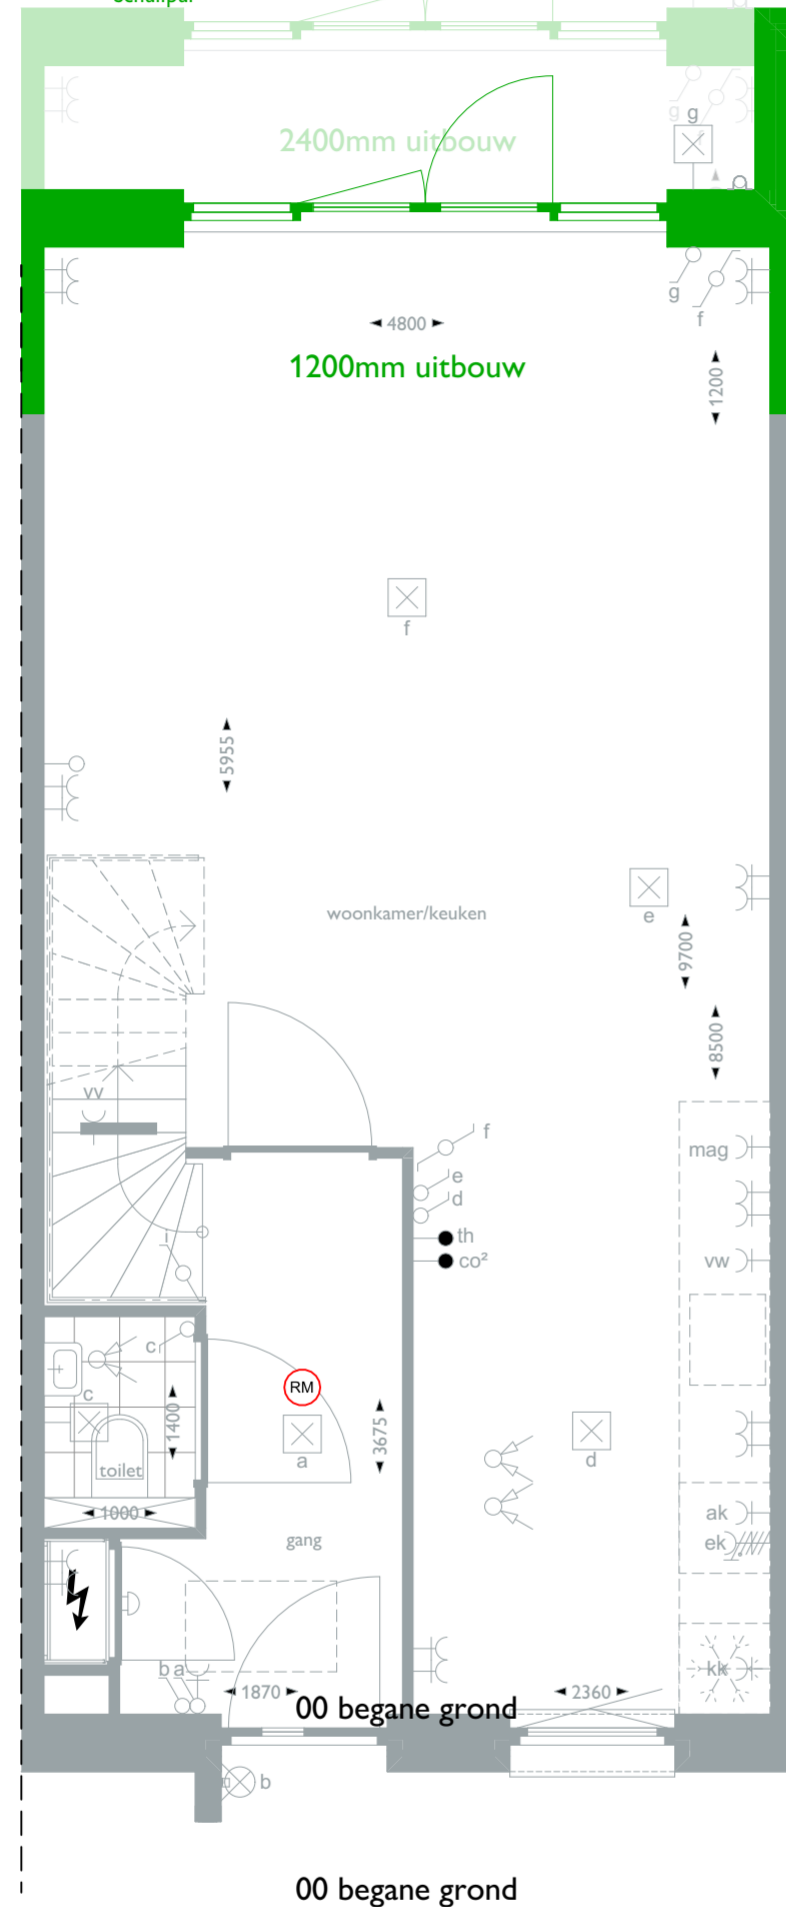 2400mm uitbouw
g
g
g
f
4800
1200mm uitbouw
1200
f
5955
e
woonkamer/keuken
9700
8500
vv
f
mag
e
d
th
co²
vw
i
c
RM
c
1400
3675
a
d
toilet
1000
ak
gang
ek
b a
kk
1870
2360
00 begane grond
b
00 begane grond